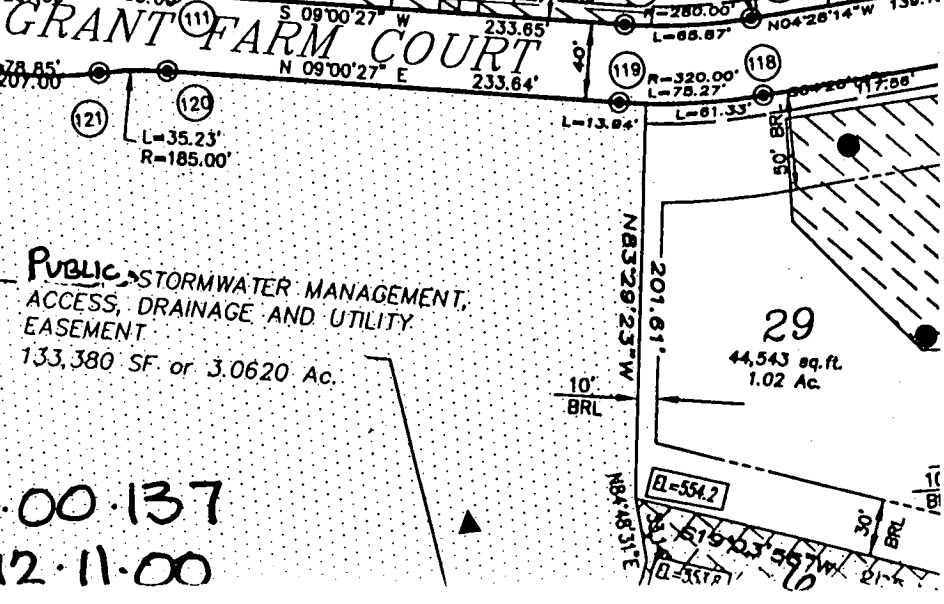 (111)
S 09°00'27" W
233.65'
R=280.00'
L=68.87'
N04°28'14"W
GRANT FARM COURT
40'
78.85'
207.00'
N 09°00'27" E
233.64'
(119)
R=320.00'
L=75.27'
(118)
117.56'
(121)
(120)
L=35.23'
R=185.00'
L=13.94'
L=61.33'
50' BRL
PUBLIC STORMWATER MANAGEMENT,
ACCESS, DRAINAGE AND UTILITY
EASEMENT
133,380 SF or 3.0620 Ac.
N83°29'23"W
201.61'
29
44,543 sq.ft.
1.02 Ac.
10'
BRL
N84°48'31"E
EL=554.2
30'
BRL
.00.137
12.11.00